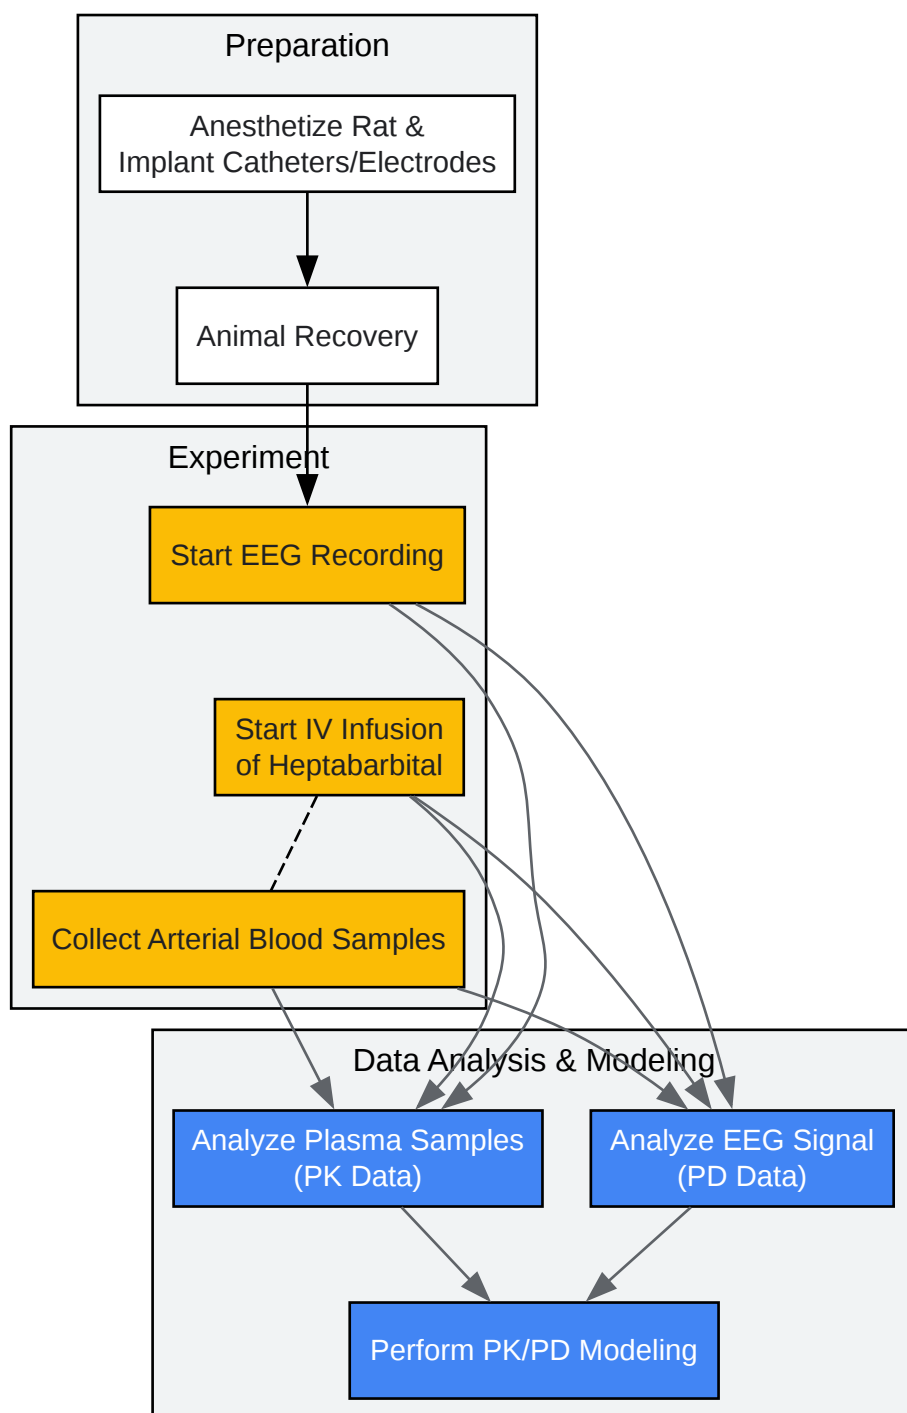 Preparation
Anesthetize Rat &
Implant Catheters/Electrodes
Animal Recovery
Experiment
Start EEG Recording
Start IV Infusion
of Heptabarbital
Collect Arterial Blood Samples
Data Analysis & Modeling
Analyze Plasma Samples
(PK Data)
Analyze EEG Signal
(PD Data)
Perform PK/PD Modeling